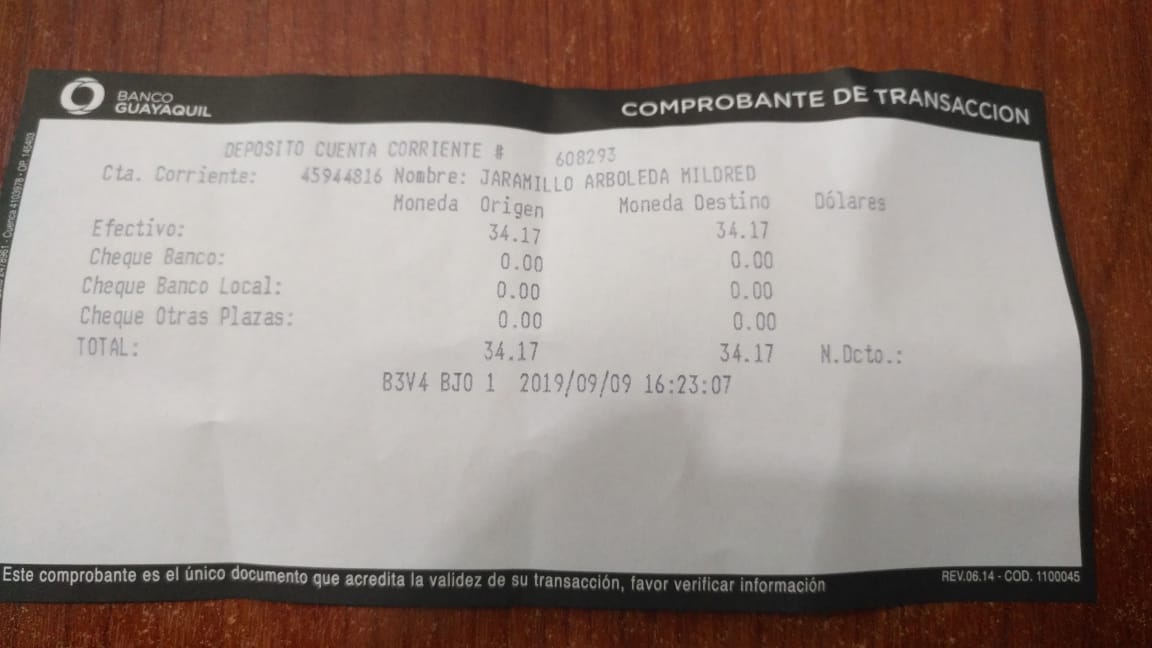 BANCO
GUAYAQUIL
COMPROBANTE DE TRANSACCION
DEPOSITO CUENTA CORRIENTE # 608293
Cta. Corriente: 45944816 Nombre: JARAMILLO ARBOLEDA MILDRED
Moneda Origen Moneda Destino Dólares
Efectivo: 34.17 34.17
Cheque Banco: 0.00 0.00
Cheque Banco Local: 0.00 0.00
Cheque Otras Plazas: 0.00 0.00
TOTAL: 34.17 34.17 N.Dcto.:
B3V4 BJO 1 2019/09/09 16:23:07
Este comprobante es el único documento que acredita la validez de su transacción, favor verificar información
REV.06.14 - COD. 1100045
- Cuenca 4103978 - OP. 145403